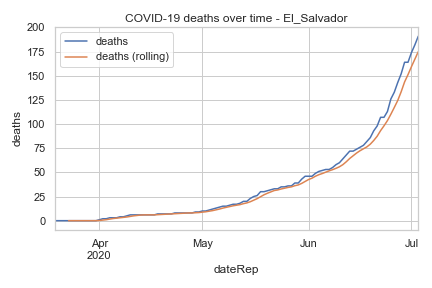 COVID-19 deaths over time - El_Salvador
deaths
deaths (rolling)
deaths
200
175
150
125
100
75
50
25
0
Apr
2020
May
Jun
Jul
dateRep